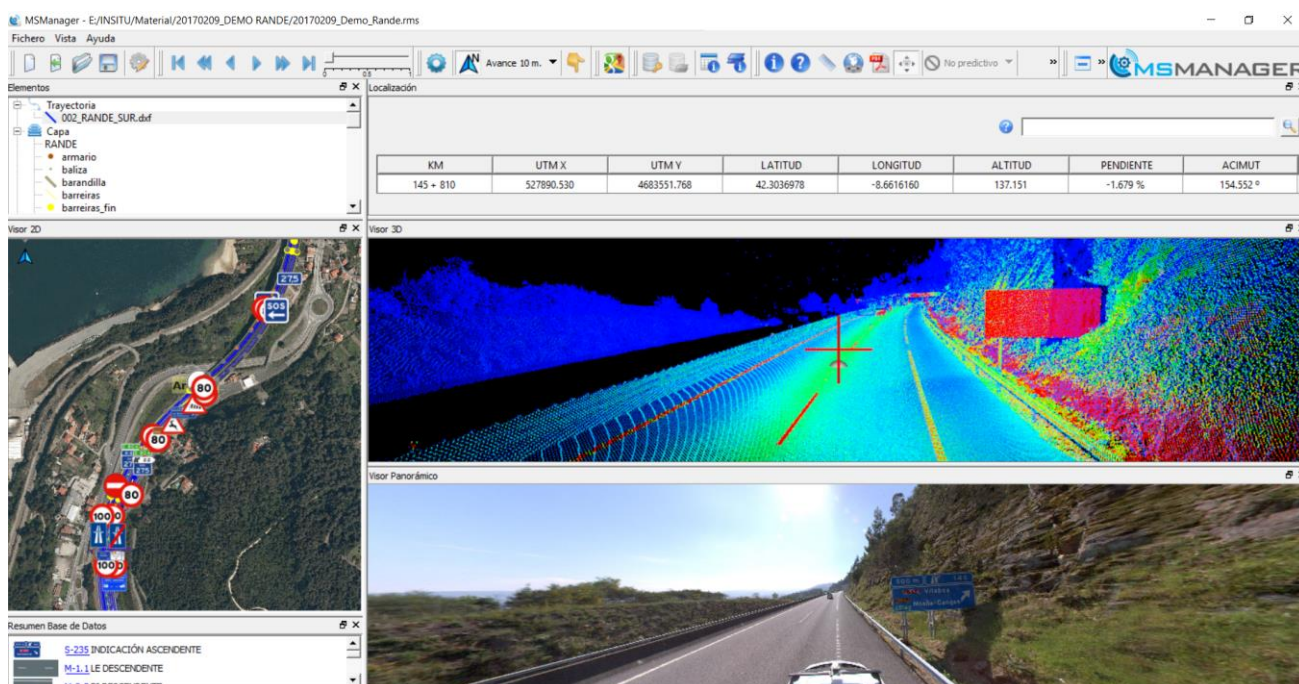 MSManager - E:/INSITU/Material/20170209_DEMO RANDE/20170209_Demo_Rande.rms
Fichero Vista Ayuda
Avance 10 m.
No predictivo
MSMANAGER
Elementos
Localización
Trayectoria
002_RANDE_SUR.dxf
Capa
RANDE
armario
baliza
barandilla
barreiras
barreiras_fin
KM UTM X UTM Y LATITUD LONGITUD ALTITUD PENDIENTE ACIMUT
145 + 810 527890.530 4683551.768 42.3036978 -8.6616160 137.151 -1.679 % 154.552 º
Visor 2D
Visor 3D
275
SOS
80
80
80
100
100
Visor Panorámico
Resumen Base de Datos
S-235 INDICACIÓN ASCENDENTE
M-1.1 LE DESCENDENTE